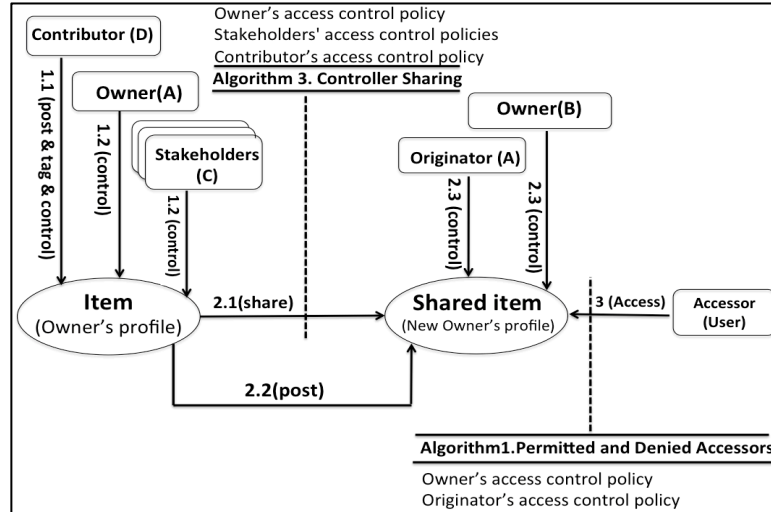 Owner's access control policy
Stakeholders' access control policies
Contributor's access control policy
Algorithm 3. Controller Sharing
Contributor (D)
Owner(A)
Stakeholders
(C)
1.1 (post & tag & control)
1.2 (control)
1.2 (control)
Owner(B)
Originator (A)
2.3 (control)
2.3 (control)
Item
(Owner's profile)
2.1(share)
Shared item
(New Owner's profile)
3 (Access)
Accessor
(User)
2.2(post)
Algorithm1.Permitted and Denied Accessors
Owner's access control policy
Originator's access control policy